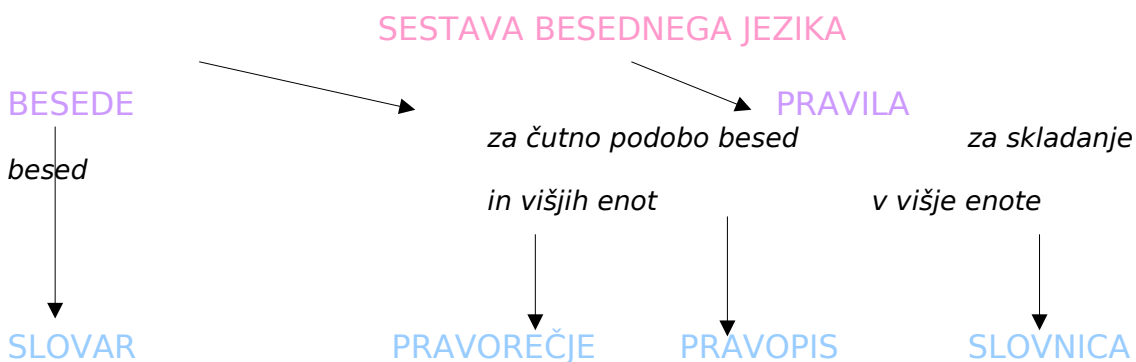 SESTAVA BESEDNEGA JEZIKA
BESEDE PRAVILA
za čutno podobo besed za skladanje
besed
in višjih enot v višje enote
SLOVAR PRAVOREČJE PRAVOPIS SLOVNICA